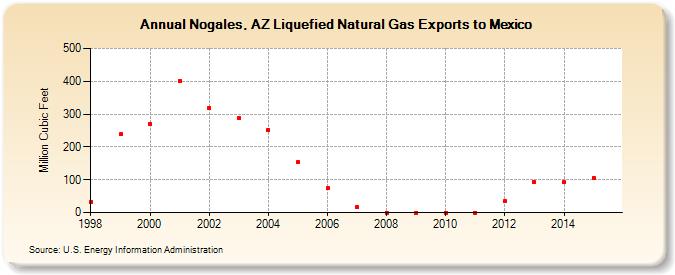 Annual Nogales, AZ Liquefied Natural Gas Exports to Mexico
Million Cubic Feet
500
400
300
200
100
0
1998 2000 2002 2004 2006 2008 2010 2012 2014
Source: U.S. Energy Information Administration